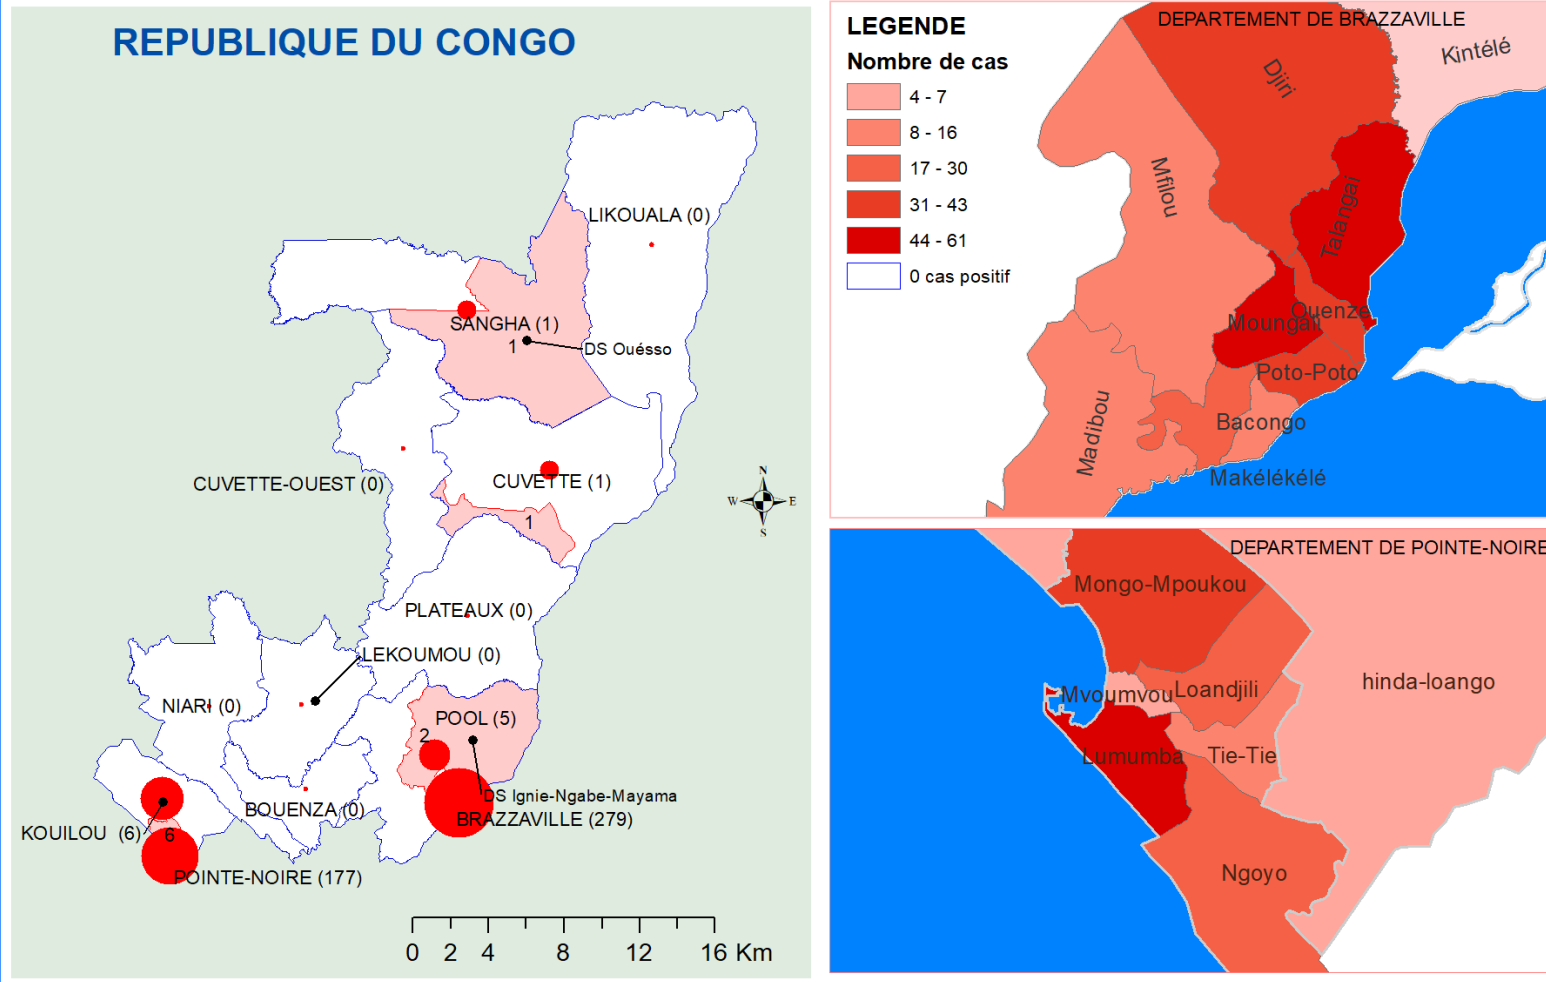 REPUBLIQUE DU CONGO
LIKOUALA (0)
SANGHA (1)
1
DS Ouésso
CUVETTE-OUEST (0)
CUVETTE (1)
1
N
W
E
S
PLATEAUX (0)
LEKOUMOU (0)
NIARI (0)
POOL (5)
2
DS Ignie-Ngabe-Mayama
BOUENZA (0)
BRAZZAVILLE (279)
KOUILOU (6)
6
POINTE-NOIRE (177)
0 2 4 8 12 16 Km
LEGENDE
Nombre de cas
4 - 7
8 - 16
17 - 30
31 - 43
44 - 61
0 cas positif
DEPARTEMENT DE BRAZZAVILLE
Kintélé
Djiri
Mfilou
Talangai
Ouenze
Moungali
Poto-Poto
Madibou
Bacongo
Makélékélé
DEPARTEMENT DE POINTE-NOIRE
Mongo-Mpoukou
hinda-loango
Mvoumvou
Loandjili
Lumumba
Tie-Tie
Ngoyo